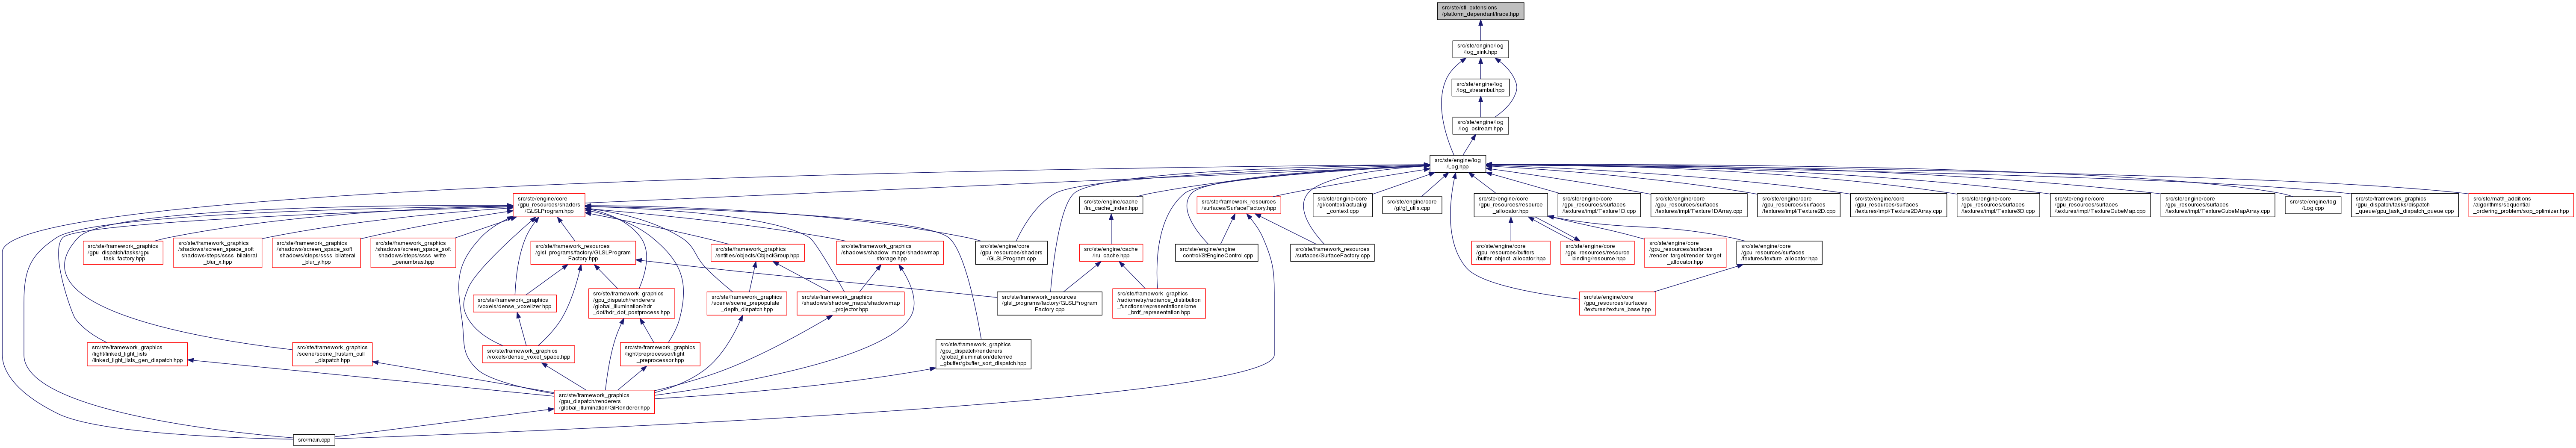 src/ste/stl_extensions
/platform_dependant/trace.hpp
src/ste/engine/log
/log_sink.hpp
src/ste/engine/log
/log_streambuf.hpp
src/ste/engine/log
/log_ostream.hpp
src/ste/engine/log
/Log.hpp
src/ste/engine/core
/gpu_resources/shaders
/GLSLProgram.hpp
src/ste/engine/cache
/lru_cache_index.hpp
src/ste/framework_resources
/surfaces/SurfaceFactory.hpp
src/ste/engine/core
/gl/context/actual/gl
_context.cpp
src/ste/engine/core
/gl/gl_utils.cpp
src/ste/engine/core
/gpu_resources/resource
_allocator.hpp
src/ste/engine/core
/gpu_resources/surfaces
/textures/impl/Texture1D.cpp
src/ste/engine/core
/gpu_resources/surfaces
/textures/impl/Texture1DArray.cpp
src/ste/engine/core
/gpu_resources/surfaces
/textures/impl/Texture2D.cpp
src/ste/engine/core
/gpu_resources/surfaces
/textures/impl/Texture2DArray.cpp
src/ste/engine/core
/gpu_resources/surfaces
/textures/impl/Texture3D.cpp
src/ste/engine/core
/gpu_resources/surfaces
/textures/impl/TextureCubeMap.cpp
src/ste/engine/core
/gpu_resources/surfaces
/textures/impl/TextureCubeMapArray.cpp
src/ste/engine/log
/Log.cpp
src/ste/framework_graphics
/gpu_dispatch/tasks/dispatch
_queue/gpu_task_dispatch_queue.cpp
src/ste/math_additions
/algorithms/sequential
_ordering_problem/sop_optimizer.hpp
src/ste/framework_graphics
/gpu_dispatch/tasks/gpu
_task_factory.hpp
src/ste/framework_graphics
/shadows/screen_space_soft
_shadows/steps/ssss_bilateral
_blur_x.hpp
src/ste/framework_graphics
/shadows/screen_space_soft
_shadows/steps/ssss_bilateral
_blur_y.hpp
src/ste/framework_graphics
/shadows/screen_space_soft
_shadows/steps/ssss_write
_penumbras.hpp
src/ste/framework_resources
/glsl_programs/factory/GLSLProgram
Factory.hpp
src/ste/framework_graphics
/entities/objects/ObjectGroup.hpp
src/ste/framework_graphics
/shadows/shadow_maps/shadowmap
_storage.hpp
src/ste/engine/core
/gpu_resources/shaders
/GLSLProgram.cpp
src/ste/engine/cache
/lru_cache.hpp
src/ste/engine/engine
_control/StEngineControl.cpp
src/ste/framework_resources
/surfaces/SurfaceFactory.cpp
src/ste/engine/core
/gpu_resources/buffers
/buffer_object_allocator.hpp
src/ste/engine/core
/gpu_resources/resource
_binding/resource.hpp
src/ste/engine/core
/gpu_resources/surfaces
/render_target/render_target
_allocator.hpp
src/ste/engine/core
/gpu_resources/surfaces
/textures/texture_allocator.hpp
src/ste/framework_graphics
/voxels/dense_voxelizer.hpp
src/ste/framework_graphics
/gpu_dispatch/renderers
/global_illumination/hdr
_dof/hdr_dof_postprocess.hpp
src/ste/framework_graphics
/scene/scene_prepopulate
_depth_dispatch.hpp
src/ste/framework_graphics
/shadows/shadow_maps/shadowmap
_projector.hpp
src/ste/framework_resources
/glsl_programs/factory/GLSLProgram
Factory.cpp
src/ste/framework_graphics
/radiometry/radiance_distribution
_functions/representations/bme
_brdf_representation.hpp
src/ste/engine/core
/gpu_resources/surfaces
/textures/texture_base.hpp
src/ste/framework_graphics
/light/linked_light_lists
/linked_light_lists_gen_dispatch.hpp
src/ste/framework_graphics
/scene/scene_frustum_cull
_dispatch.hpp
src/ste/framework_graphics
/voxels/dense_voxel_space.hpp
src/ste/framework_graphics
/light/preprocessor/light
_preprocessor.hpp
src/ste/framework_graphics
/gpu_dispatch/renderers
/global_illumination/deferred
_gbuffer/gbuffer_sort_dispatch.hpp
src/ste/framework_graphics
/gpu_dispatch/renderers
/global_illumination/GIRenderer.hpp
src/main.cpp